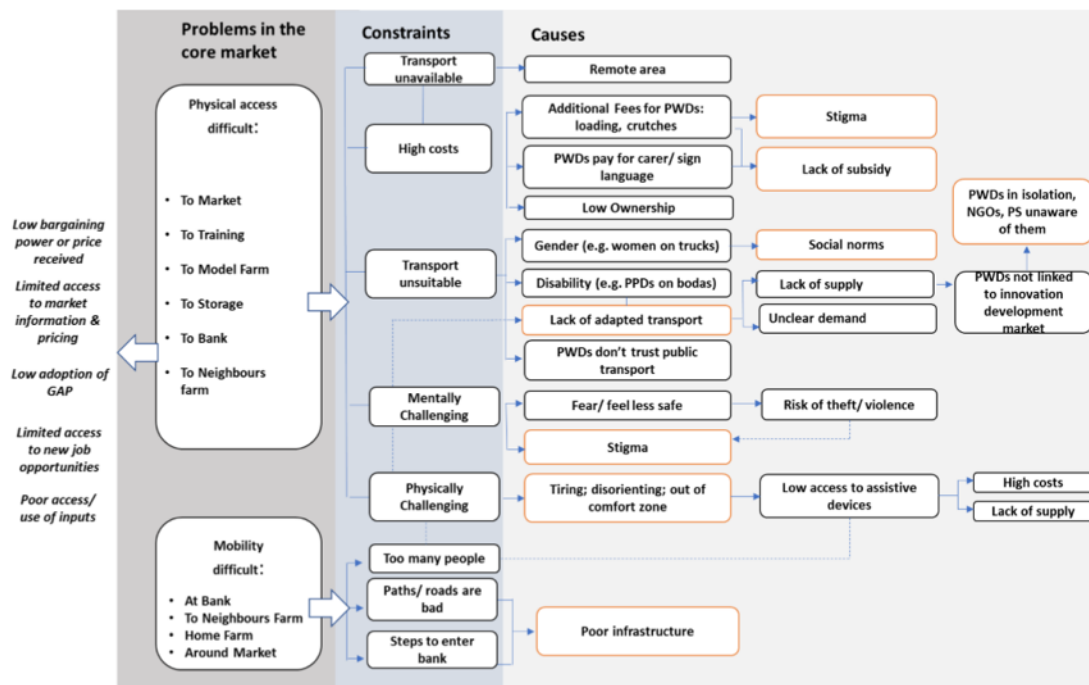 Problems in the
core market
Constraints
Causes
Low bargaining
power or price
received
Limited access
to market
information &
pricing
Low adoption of
GAP
Limited access
to new job
opportunities
Poor access/
use of inputs
Physical access
difficult:
• To Market
• To Training
• To Model Farm
• To Storage
• To Bank
• To Neighbours
farm
Mobility
difficult:
• At Bank
• To Neighbours Farm
• Home Farm
• Around Market
Transport
unavailable
High costs
Transport
unsuitable
Mentally
Challenging
Physically
Challenging
Too many people
Paths/ roads are
bad
Steps to enter
bank
Remote area
Additional Fees for PWDs:
loading, crutches
PWDs pay for carer/ sign
language
Low Ownership
Stigma
Lack of subsidy
Gender (e.g. women on trucks)
Social norms
Disability (e.g. PPDs on bodas)
Lack of adapted transport
PWDs don’t trust public
transport
Lack of supply
Unclear demand
PWDs not linked
to innovation
development
market
PWDs in isolation,
NGOs, PS unaware
of them
Fear/ feel less safe
Risk of theft/ violence
Stigma
Tiring; disorienting; out of
comfort zone
Low access to assistive
devices
High costs
Lack of supply
Poor infrastructure